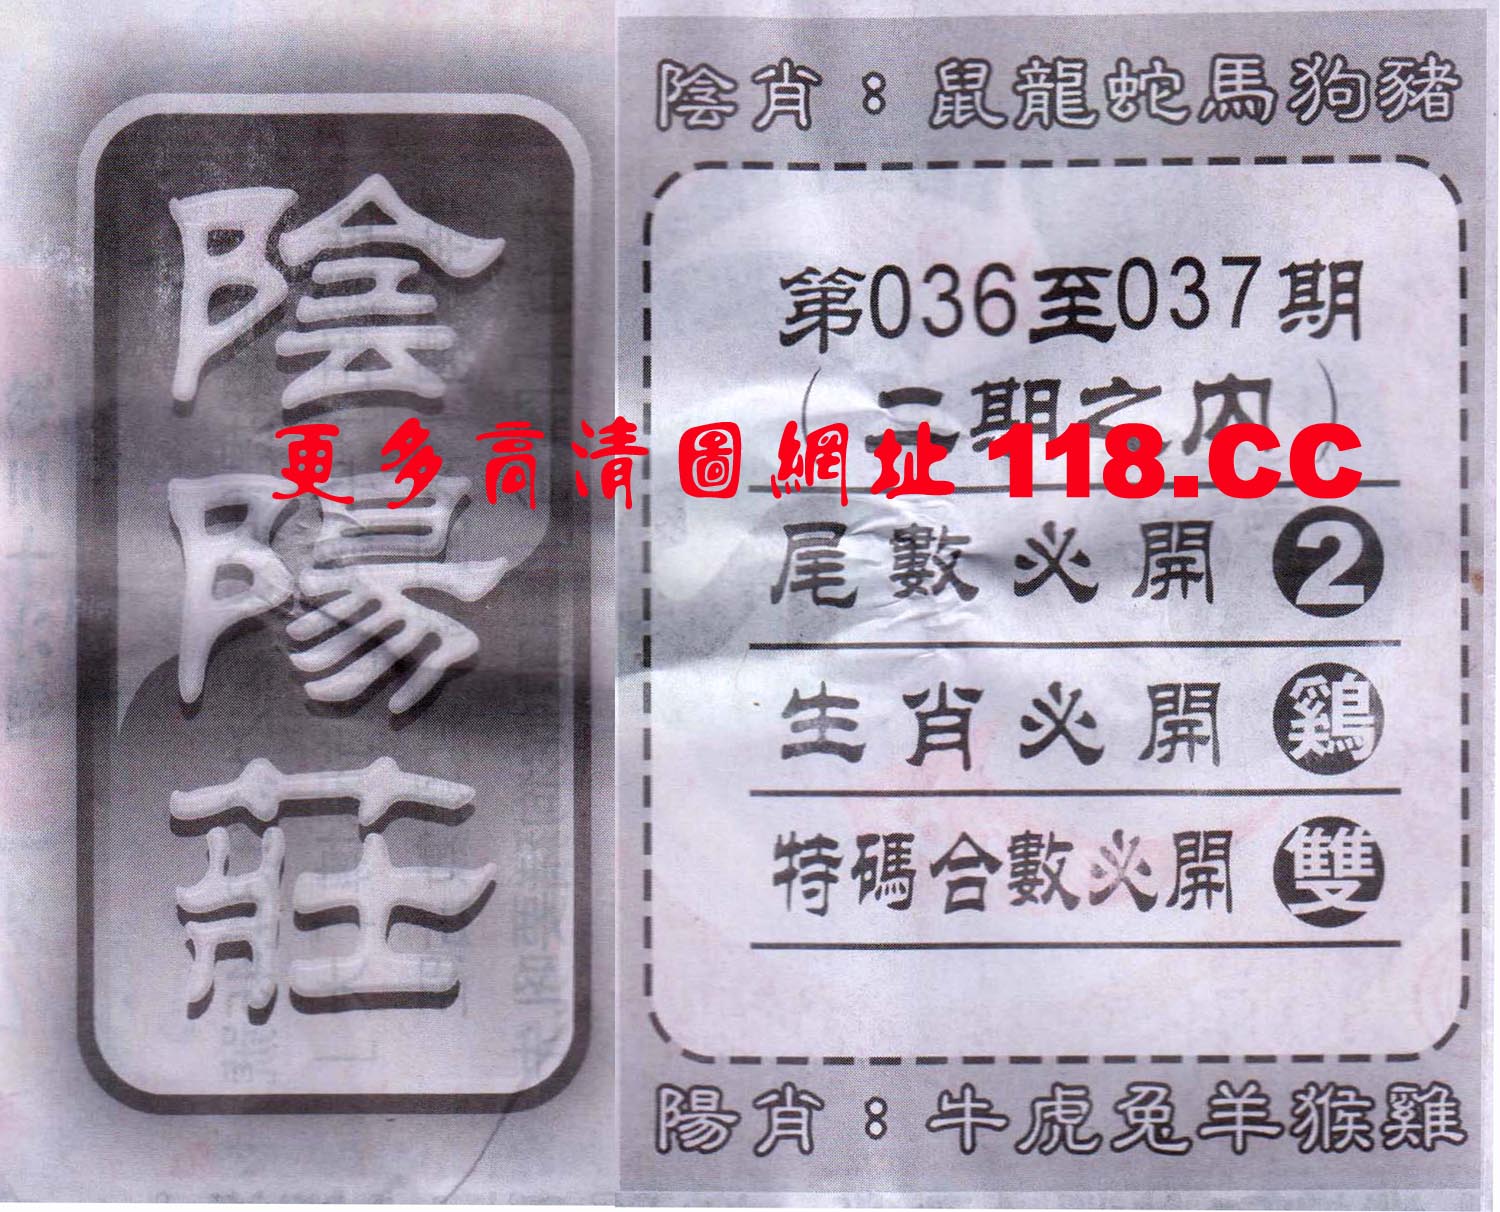 陰陽莊
陰肖：鼠龍蛇馬狗豬
第036至037期
（二期之內）
更多高清圖網址 118.CC
尾數必開 2
生肖必開 鷄
特碼合數必開 雙
陽肖：牛虎兔羊猴雞